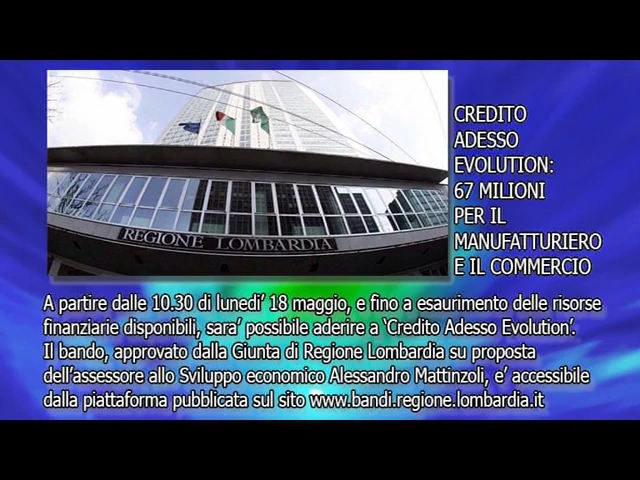 REGIONE LOMBARDIA
CREDITO
ADESSO
EVOLUTION:
67 MILIONI
PER IL
MANUFATTURIERO
E IL COMMERCIO
A partire dalle 10.30 di lunedi’ 18 maggio, e fino a esaurimento delle risorse
finanziarie disponibili, sara’ possibile aderire a ‘Credito Adesso Evolution’.
Il bando, approvato dalla Giunta di Regione Lombardia su proposta
dell’assessore allo Sviluppo economico Alessandro Mattinzoli, e’ accessibile
dalla piattaforma pubblicata sul sito www.bandi.regione.lombardia.it